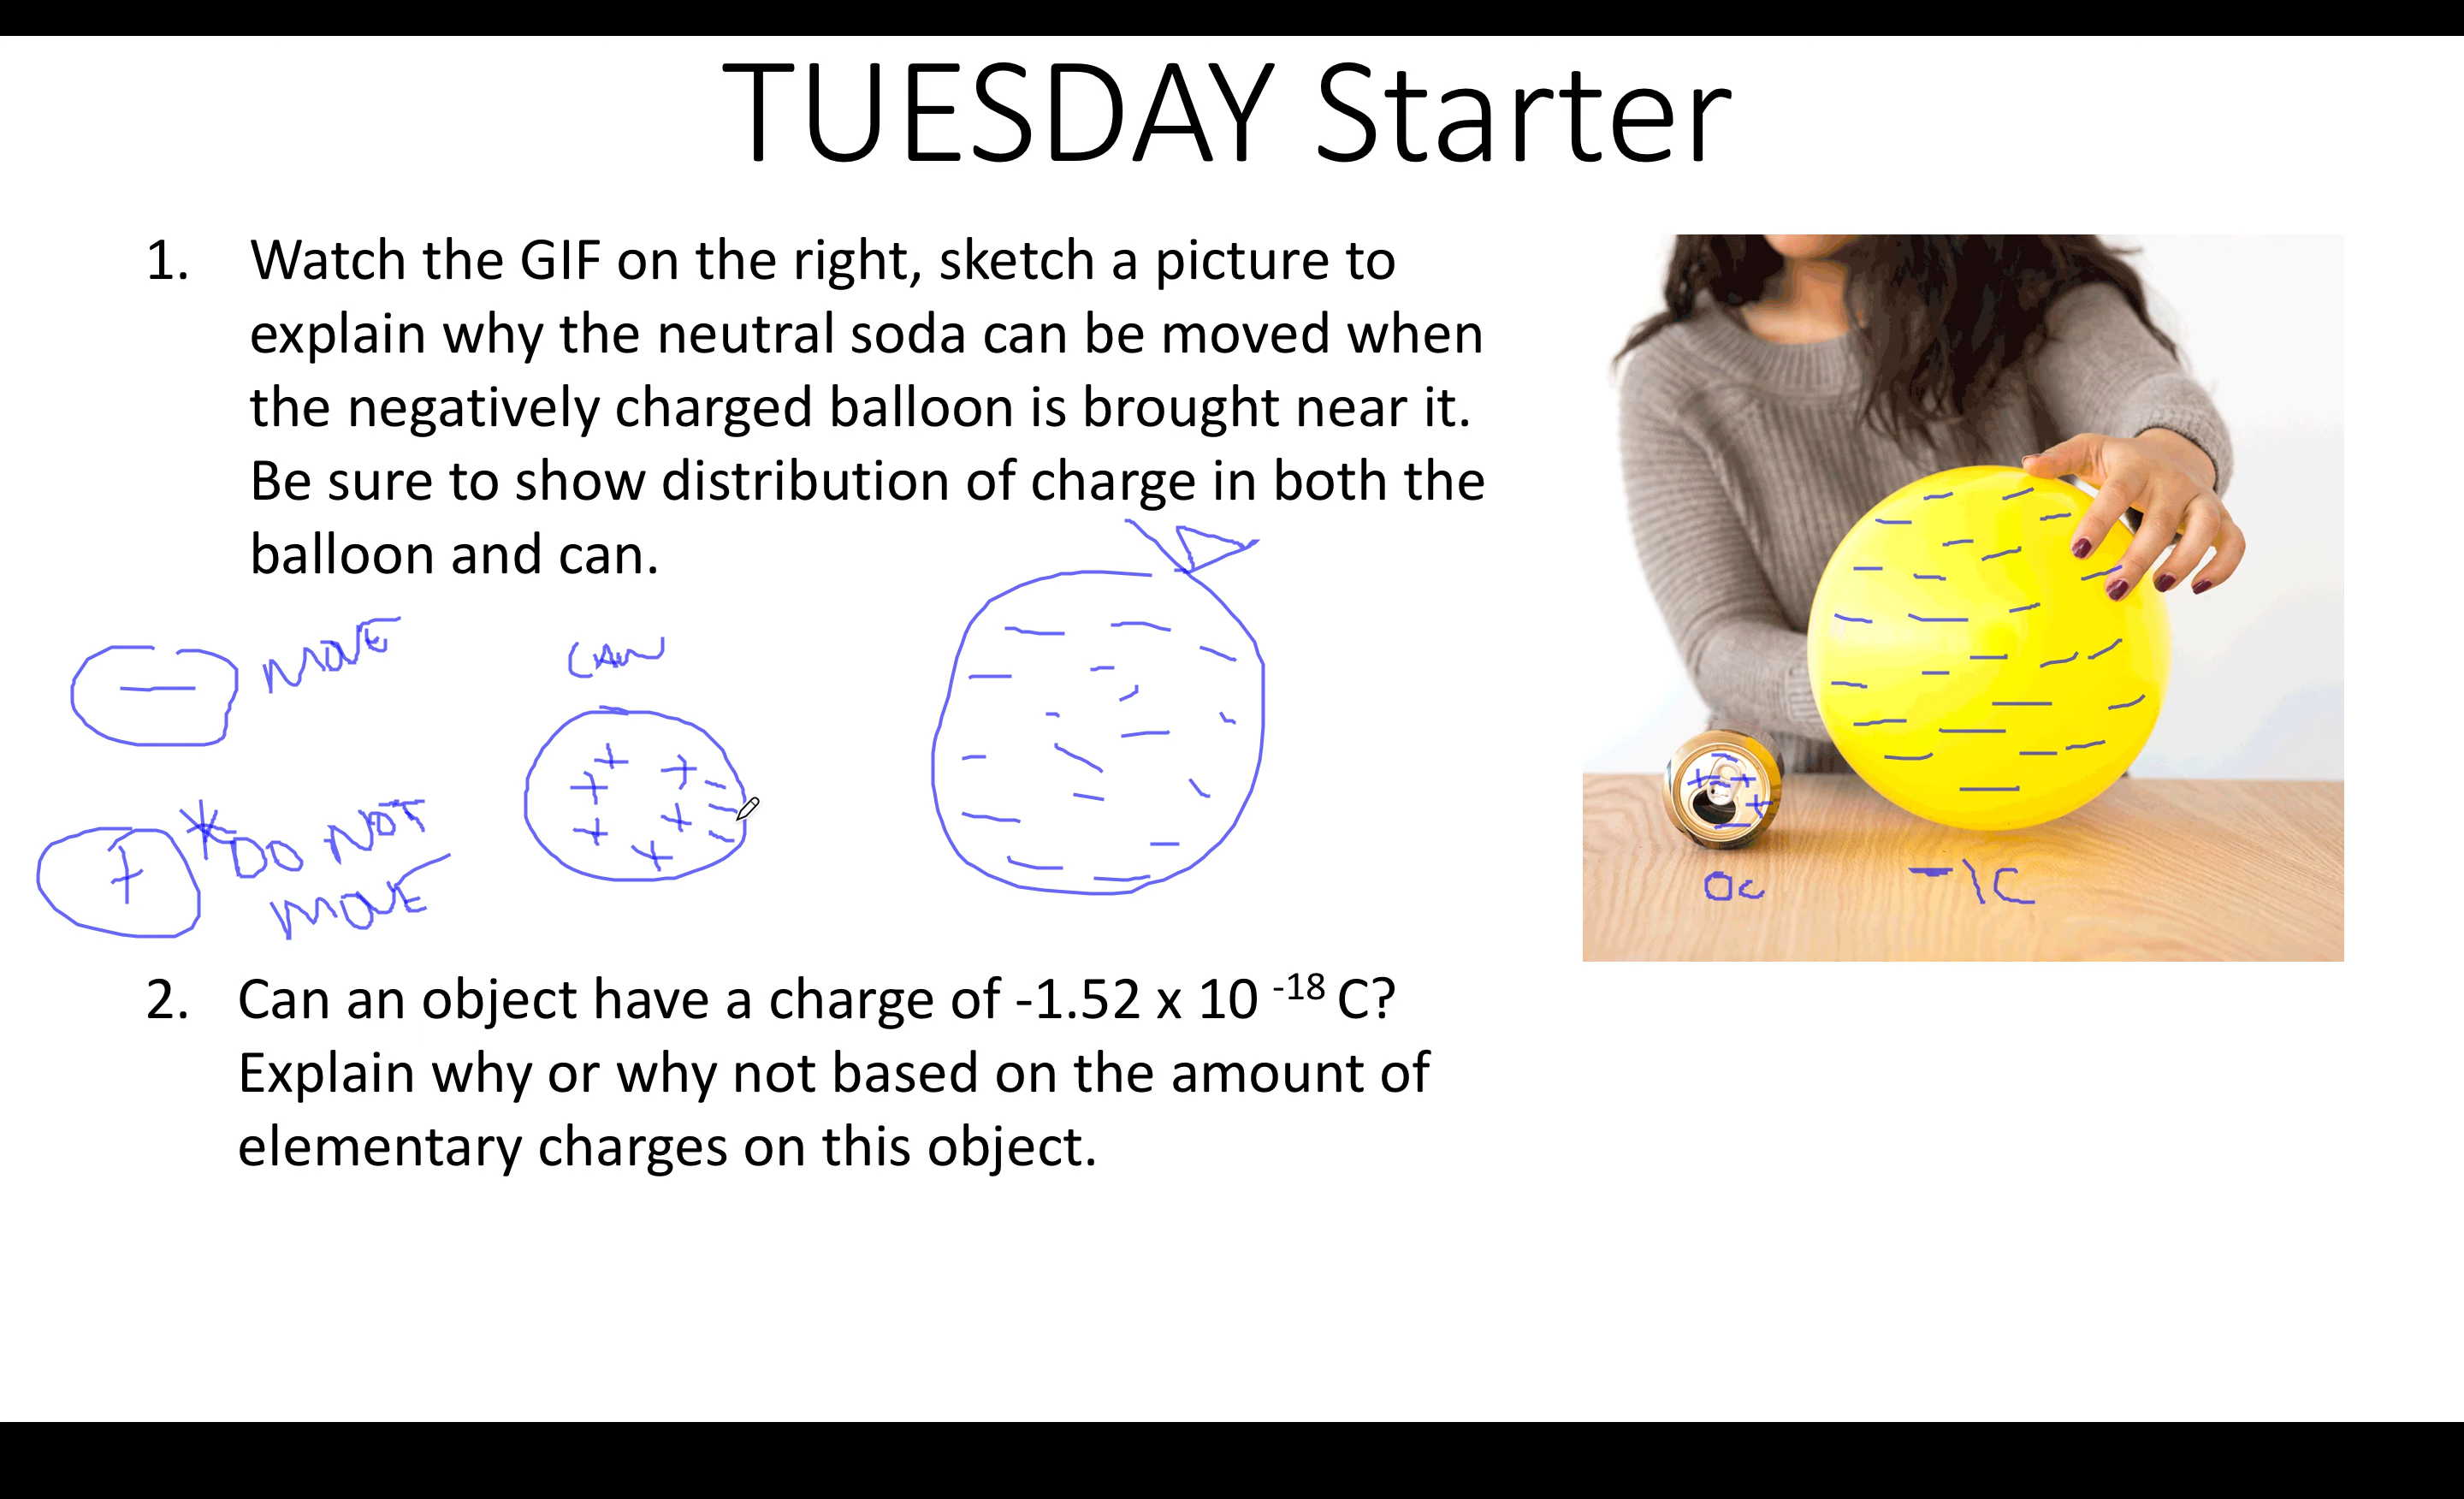 TUESDAY Starter
1. Watch the GIF on the right, sketch a picture to
explain why the neutral soda can be moved when
the negatively charged balloon is brought near it.
Be sure to show distribution of charge in both the
balloon and can.
− MOVE
CAN
+ *DO NOT
MOVE
0C
-1C
2. Can an object have a charge of -1.52 x 10 -18 C?
Explain why or why not based on the amount of
elementary charges on this object.